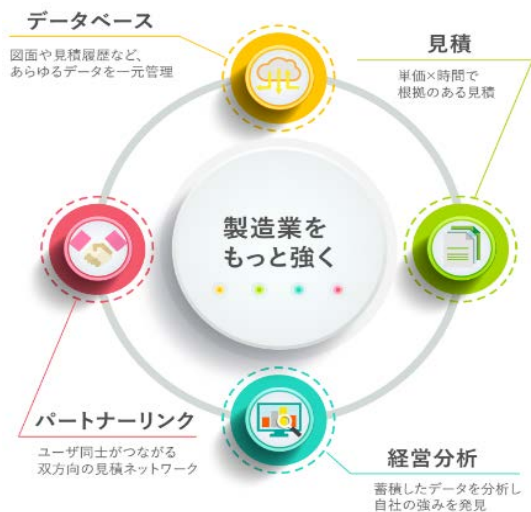 データベース
図面や見積履歴など、
あらゆるデータを一元管理
見積
単価×時間で
根拠のある見積
製造業を
もっと強く
パートナーリンク
ユーザ同士がつながる
双方向の見積ネットワーク
経営分析
蓄積したデータを分析し
自社の強みを発見